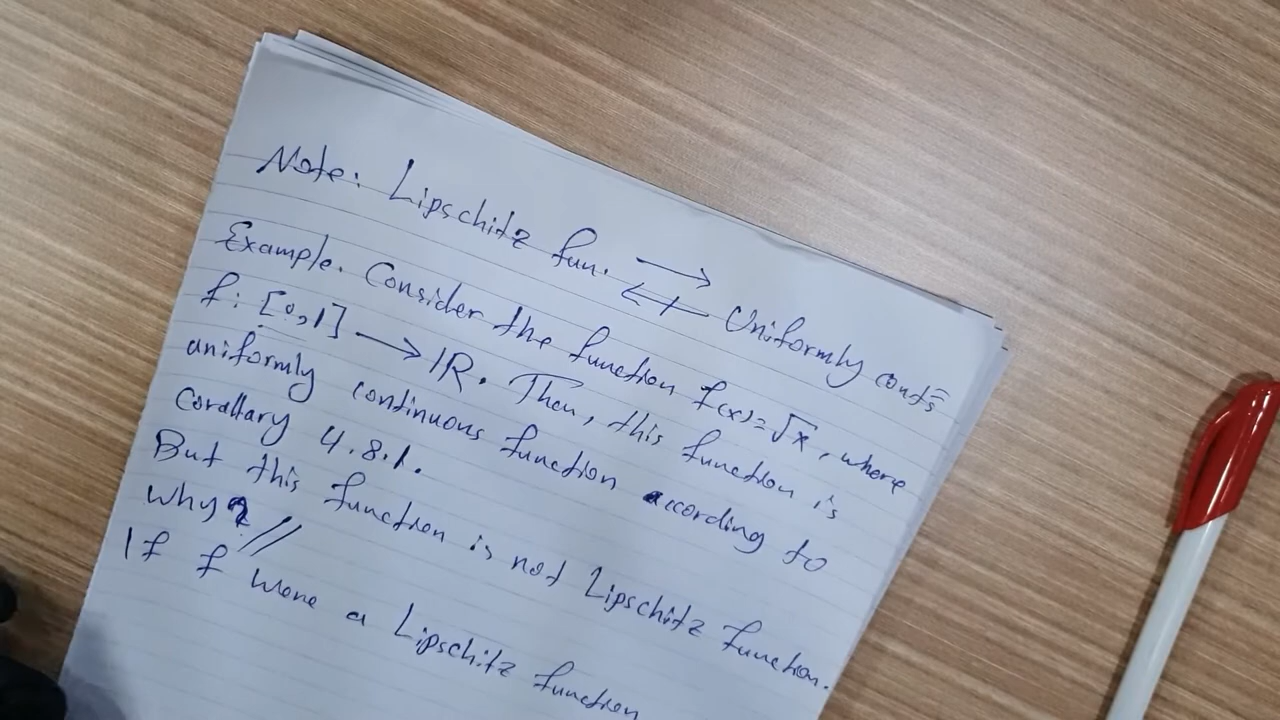 Note: Lipschitz fun. ⟶ ⟵̸ Uniformly conts
Example. Consider the function f(x)=√x, where
f: [0,1] ⟶ IR. Then, this function is
uniformly continuous function according to
Corollary 4.8.1.
But this function is not Lipschitz function.
Why? //
If f were a Lipschitz function